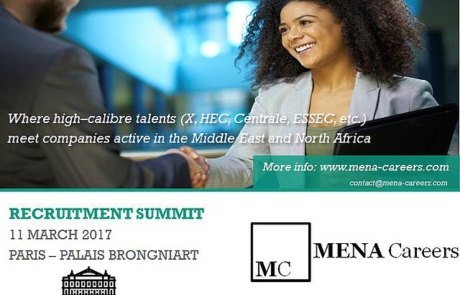 Where high–calibre talents (X, HEC, Centrale, ESSEC, etc.)
meet companies active in the Middle East and North Africa
More info: www.mena-careers.com
contact@mena-careers.com
RECRUITMENT SUMMIT
11 MARCH 2017
PARIS – PALAIS BRONGNIART
MC
MENA Careers